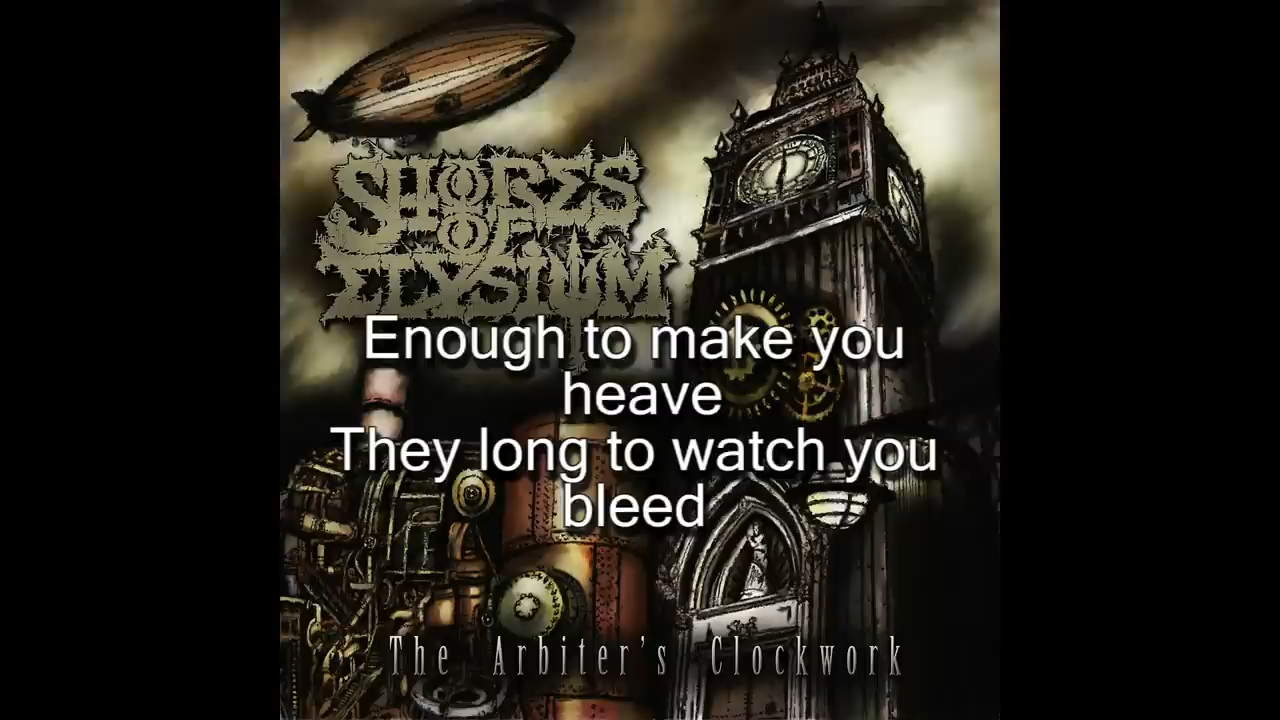 SHORES
OF
ELYSIUM
Enough to make you
heave
They long to watch you
bleed
The Arbiter's Clockwork